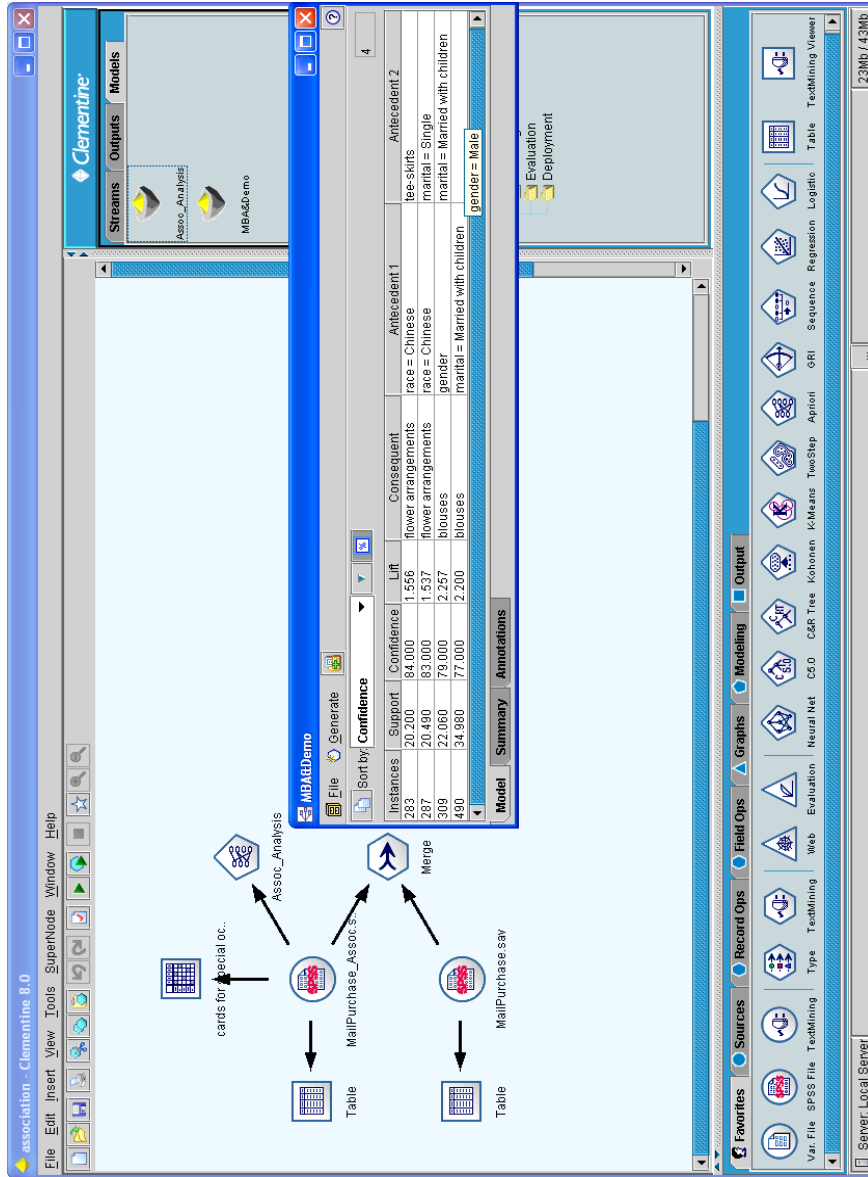 association - Clementine 8.0
File Edit Insert View Tools SuperNode Window Help
cards for special oc..
Table
MailPurchase_Assoc.s..
Assoc_Analysis
Merge
Table
MailPurchase.sav
Clementine
Streams Outputs Models
Assoc_Analysis
MBA&Demo
Evaluation
Deployment
MBA&Demo
File Generate
Sort by: Confidence
%
4
Instances Support Confidence Lift Consequent Antecedent 1 Antecedent 2
283 20.200 84.000 1.556 flower arrangements race = Chinese tee-skirts
287 20.490 83.000 1.537 flower arrangements race = Chinese marital = Single
309 22.060 79.000 2.257 blouses gender marital = Married with children
490 34.980 77.000 2.200 blouses marital = Married with children
gender = Male
Model Summary Annotations
Favorites Sources Record Ops Field Ops Graphs Modeling Output
Var. File SPSS File TextMining Type TextMining Web Evaluation Neural Net C5.0 C&R Tree Kohonen K-Means TwoStep Apriori GRI Sequence Regression Logistic Table TextMining Viewer
Server: Local Server
23Mb / 43Mb